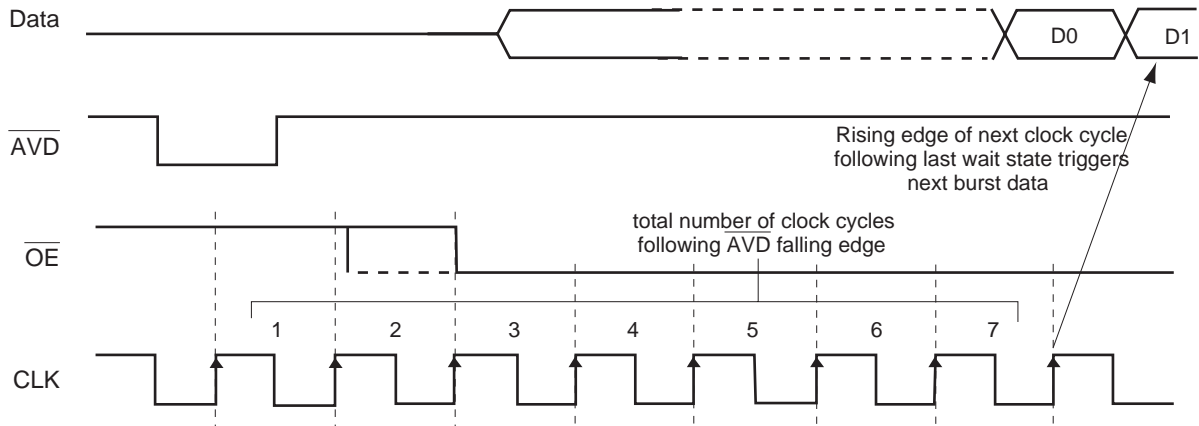 Data
D0
D1
AVD
Rising edge of next clock cycle
following last wait state triggers
next burst data
total number of clock cycles
following AVD falling edge
OE
1 2 3 4 5 6 7
CLK